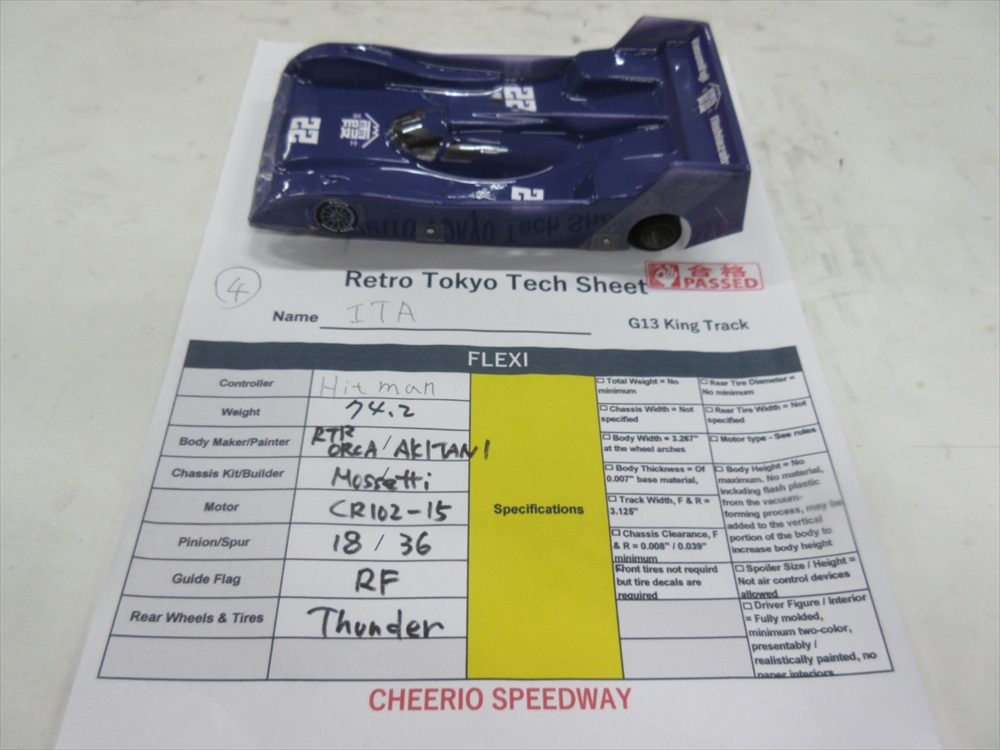 22
22
22
④
Retro Tokyo Tech Sheet
合格
PASSED
Name ITA
G13 King Track
FLEXI
Controller Hitman
Weight 74.2
Body Maker/Painter RTR ORCA/AKITANI
Chassis Kit/Builder Mossetti
Motor CR102-15
Pinion/Spur 18/36
Guide Flag RF
Rear Wheels & Tires Thunder
Specifications
☐ Total Weight = No
minimum
☐ Rear Tire Diameter =
No minimum
☐ Chassis Width = Not
specified
☐ Rear Tire Width = Not
specified
☐ Body Width = 3.267"
at the wheel arches
☐ Motor type - See rules
☐ Body Thickness = Of
0.007" base material,
☐ Body Height = No
maximum. No material,
including flash plastic
from the vacuum-
forming process, may be
added to the vertical
portion of the body to
increase body height
☐ Track Width, F & R =
3.125"
☐ Chassis Clearance, F
& R = 0.008" / 0.039"
minimum
Front tires not requird
but tire decals are
required
☐ Spoiler Size / Height =
Not air control devices
allowed
☐ Driver Figure / Interior
= Fully molded,
minimum two-color,
presentably /
realistically painted, no
paper interiors
CHEERIO SPEEDWAY